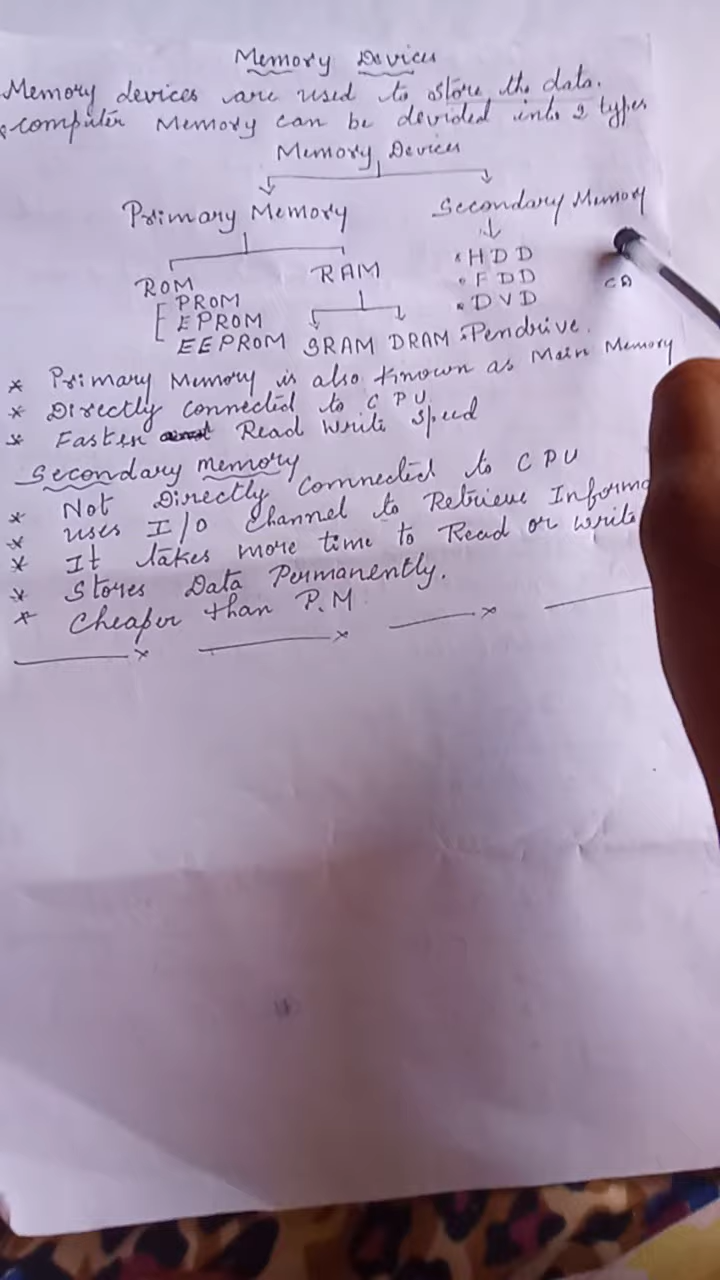 Memory Devices
Memory devices are used to store the data.
computer Memory can be devided into 2 types
Memory Devices
Primary Memory Secondary Memory
ROM RAM
PROM
EPROM
EEPROM
SRAM DRAM
HDD
FDD
DVD
Pendrive.
CD
* Primary Memory is also known as Main Memory
* Directly connected to CPU
* Faster Read Write Speed
Secondary memory
* Not Directly connected to CPU
* uses I/O channel to Retrieve Informa
* It takes more time to Read or write
* Stores Data Permanently.
* Cheaper than P.M